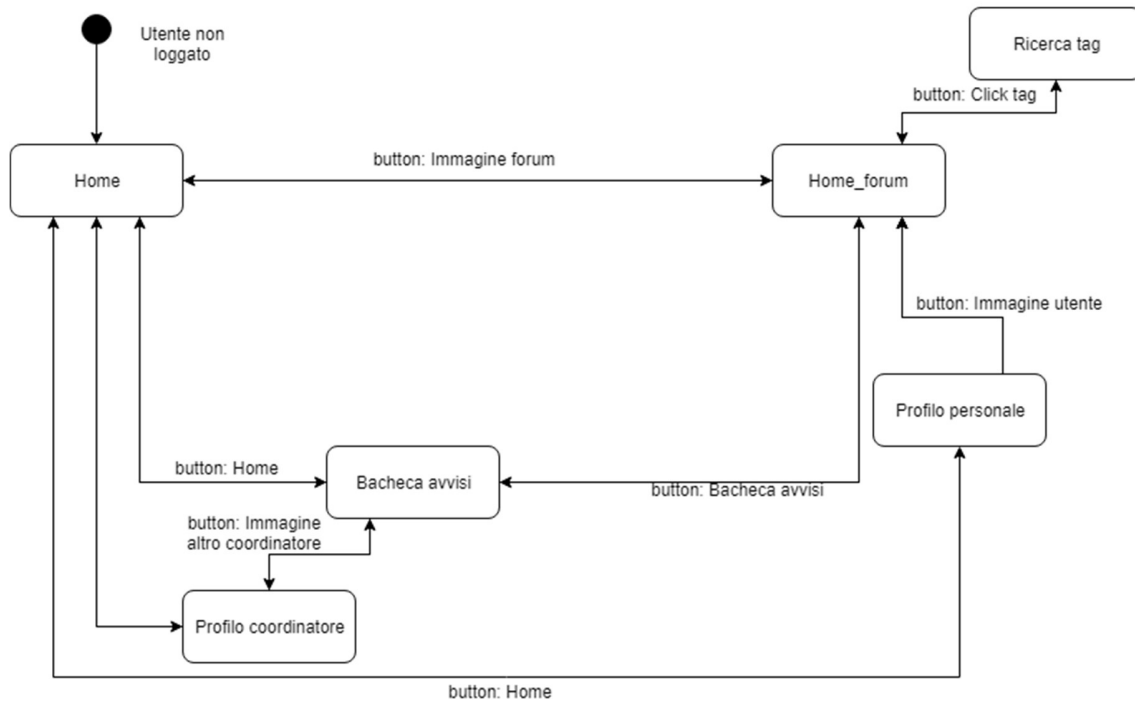 Utente non
loggato
Ricerca tag
button: Click tag
Home
button: Immagine forum
Home_forum
button: Immagine utente
Profilo personale
button: Home
Bacheca avvisi
button: Bacheca avvisi
button: Immagine
altro coordinatore
Profilo coordinatore
button: Home